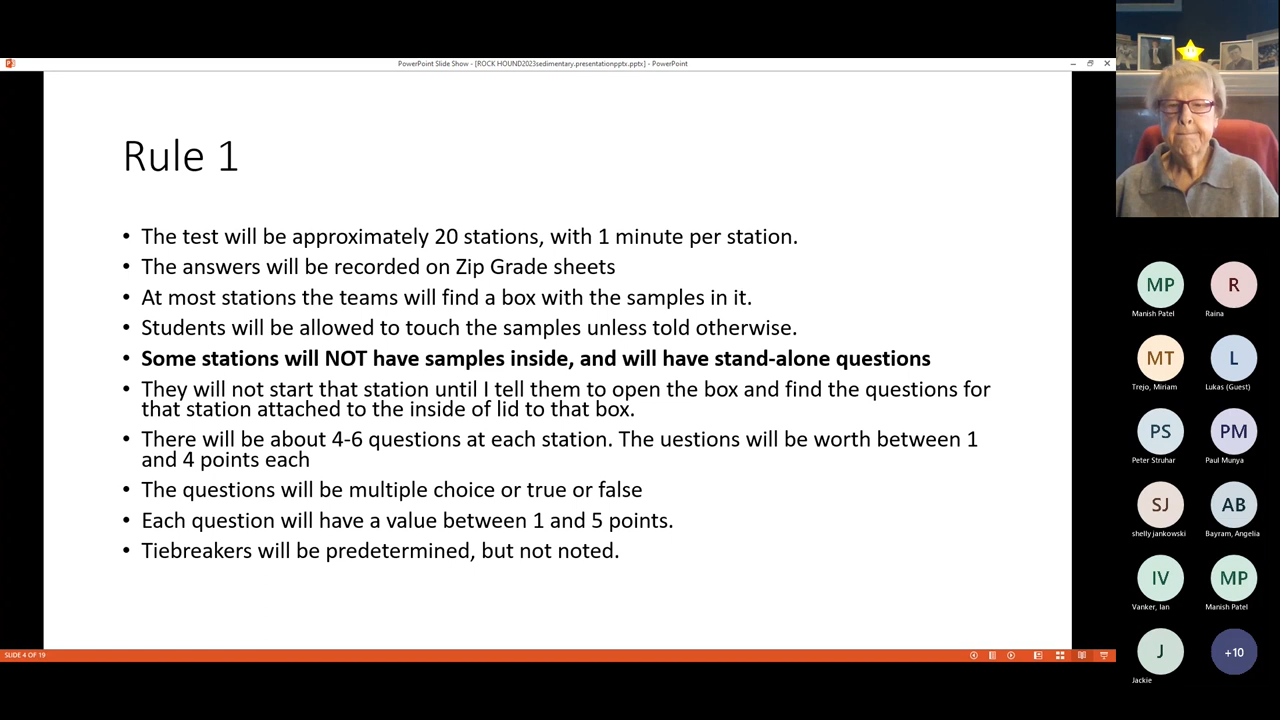 PowerPoint Slide Show - [ROCK HOUND2023sedimentary.presentationpptx.pptx] - PowerPoint
Rule 1
• The test will be approximately 20 stations, with 1 minute per station.
• The answers will be recorded on Zip Grade sheets
• At most stations the teams will find a box with the samples in it.
• Students will be allowed to touch the samples unless told otherwise.
• Some stations will NOT have samples inside, and will have stand-alone questions
• They will not start that station until I tell them to open the box and find the questions for
that station attached to the inside of lid to that box.
• There will be about 4-6 questions at each station. The uestions will be worth between 1
and 4 points each
• The questions will be multiple choice or true or false
• Each question will have a value between 1 and 5 points.
• Tiebreakers will be predetermined, but not noted.
SLIDE 4 OF 19
MP
R
Manish Patel
Raina
MT
L
Trejo, Miriam
Lukas (Guest)
PS
PM
Peter Struhar
Paul Munya
SJ
AB
shelly jankowski
Bayram, Angelia
IV
MP
Vanker, Ian
Manish Patel
J
+10
Jackie